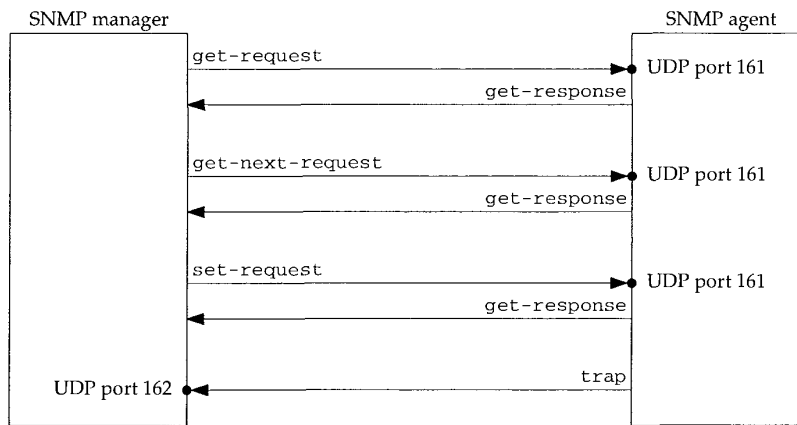 SNMP manager
SNMP agent
get-request
UDP port 161
get-response
get-next-request
UDP port 161
get-response
set-request
UDP port 161
get-response
UDP port 162
trap